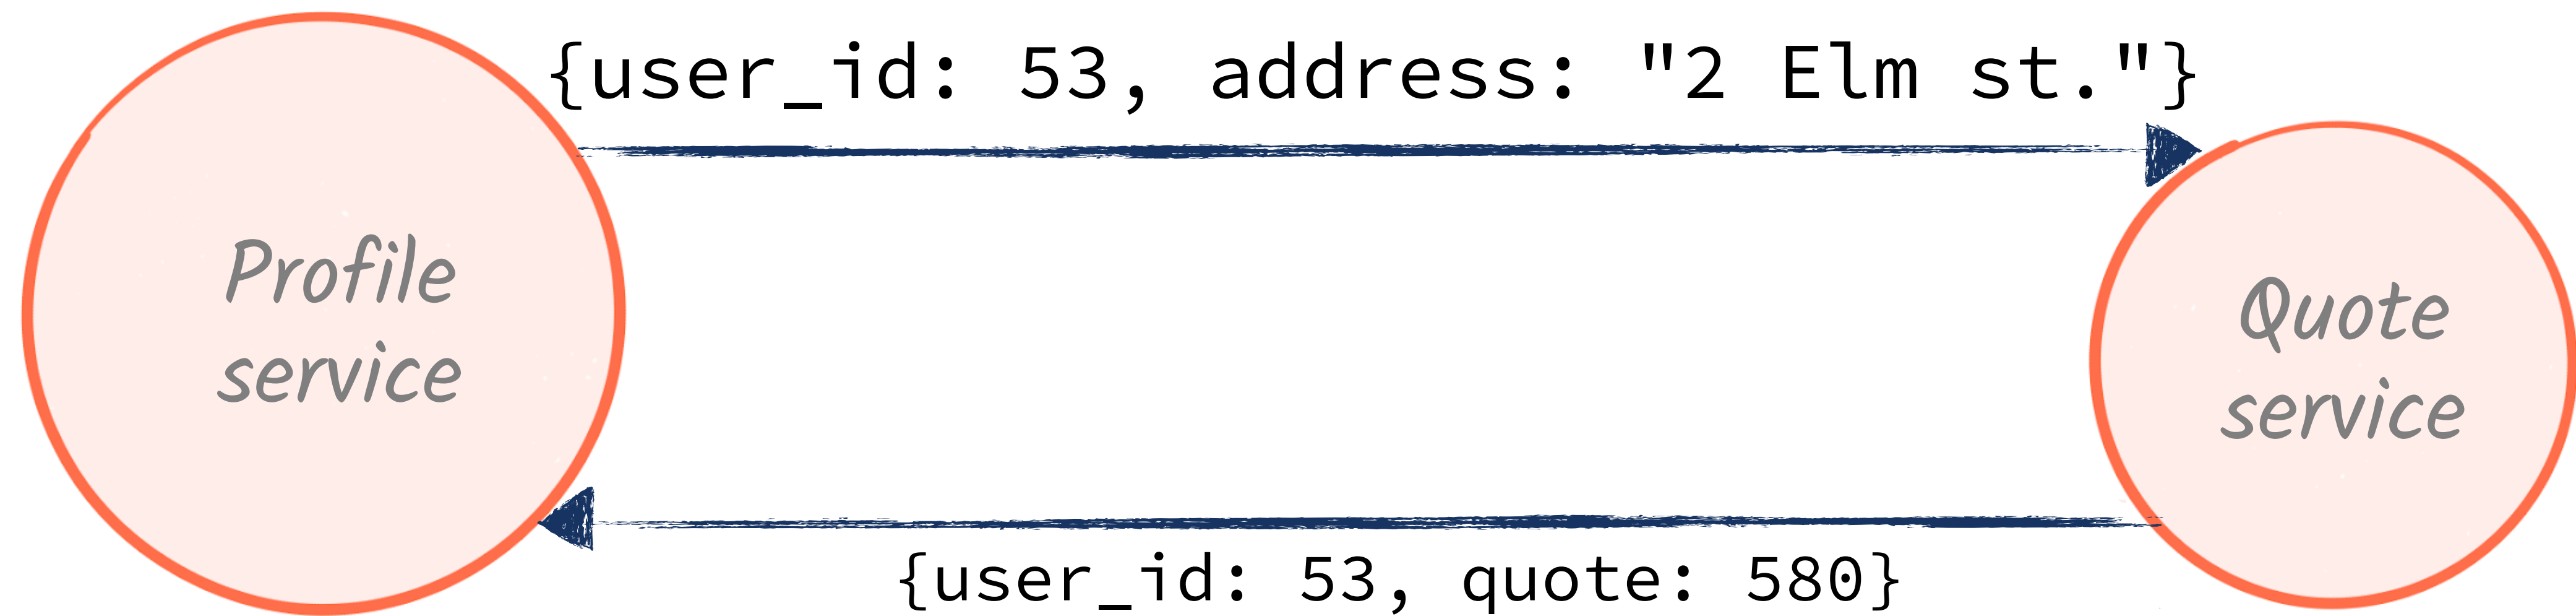 {user_id: 53, address: "2 Elm st."}
Profile
service
Quote
service
{user_id: 53, quote: 580}